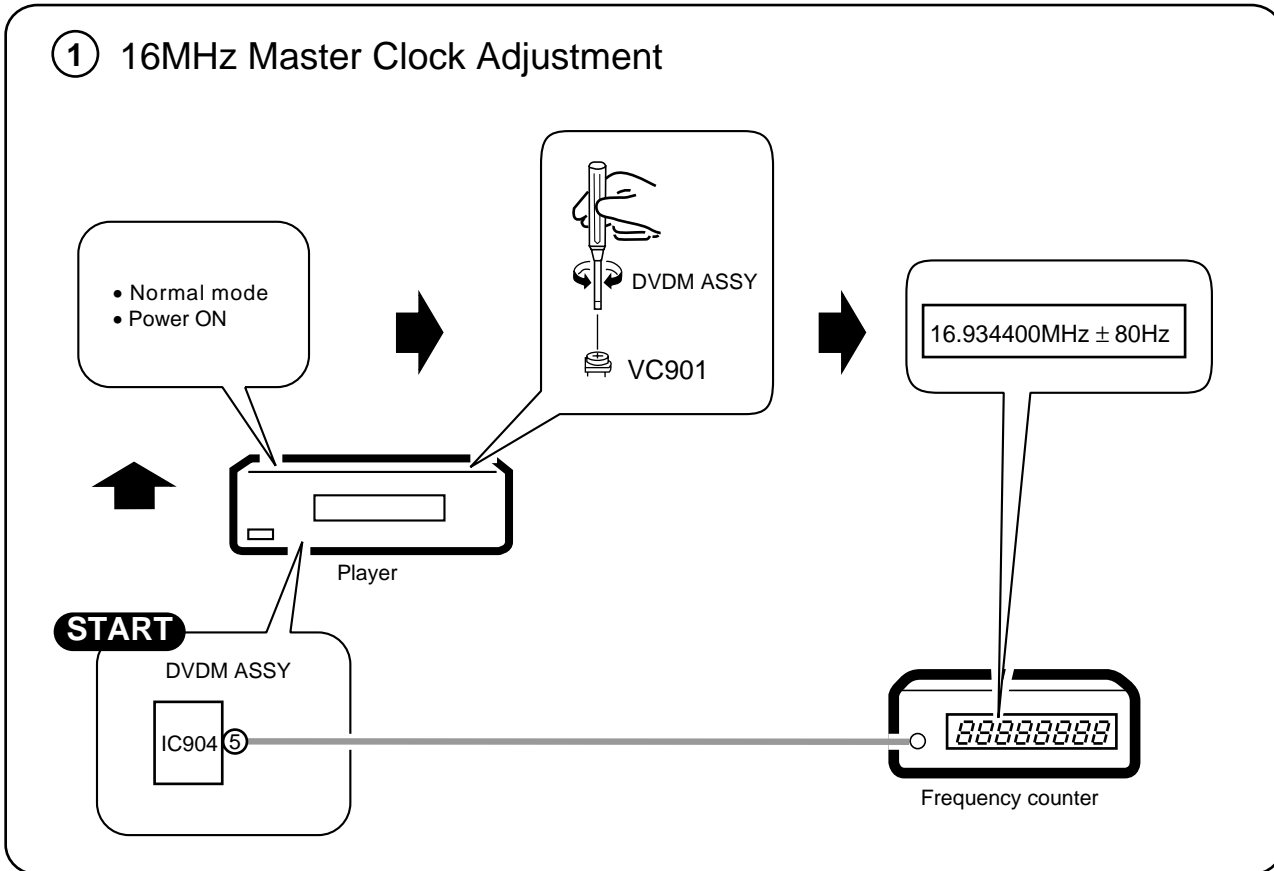 1 16MHz Master Clock Adjustment
• Normal mode
• Power ON
DVDM ASSY
VC901
16.934400MHz ± 80Hz
Player
START
DVDM ASSY
IC904 5
88888888
Frequency counter